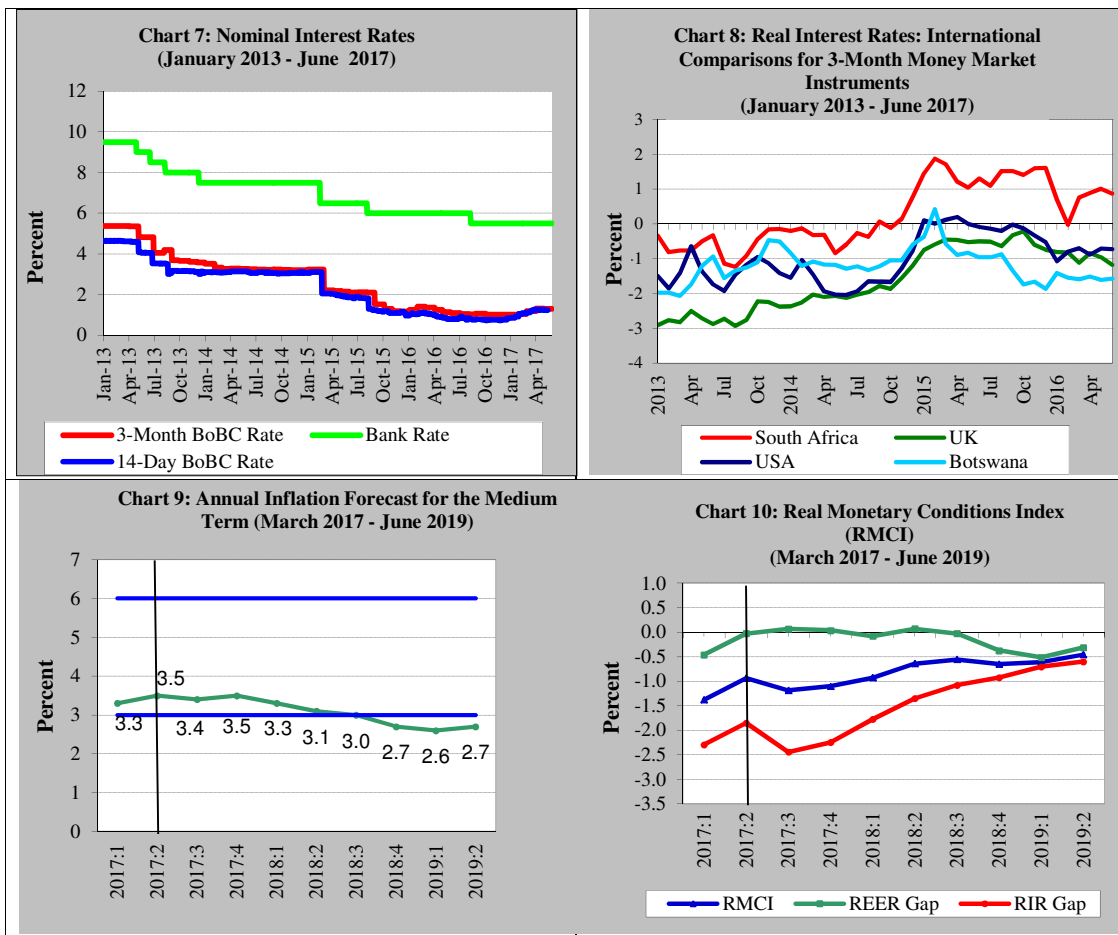 Chart 7: Nominal Interest Rates
(January 2013 - June 2017)
Percent
12
10
8
6
4
2
0
Jan-13
Apr-13
Jul-13
Oct-13
Jan-14
Apr-14
Jul-14
Oct-14
Jan-15
Apr-15
Jul-15
Oct-15
Jan-16
Apr-16
Jul-16
Oct-16
Jan-17
Apr-17
3-Month BoBC Rate
Bank Rate
14-Day BoBC Rate
Chart 8: Real Interest Rates: International
Comparisons for 3-Month Money Market
Instruments
(January 2013 - June 2017)
Percent
3
2
1
0
-1
-2
-3
-4
2013
Apr
Jul
Oct
2014
Apr
Jul
Oct
2015
Apr
Jul
Oct
2016
Apr
South Africa
UK
USA
Botswana
Chart 9: Annual Inflation Forecast for the Medium
Term (March 2017 - June 2019)
Percent
7
6
5
4
3
2
1
0
3.3
3.5
3.4
3.5
3.3
3.1
3.0
2.7
2.6
2.7
2017:1
2017:2
2017:3
2017:4
2018:1
2018:2
2018:3
2018:4
2019:1
2019:2
Chart 10: Real Monetary Conditions Index
(RMCI)
(March 2017 - June 2019)
Percent
1.0
0.5
0.0
-0.5
-1.0
-1.5
-2.0
-2.5
-3.0
-3.5
2017:1
2017:2
2017:3
2017:4
2018:1
2018:2
2018:3
2018:4
2019:1
2019:2
RMCI
REER Gap
RIR Gap